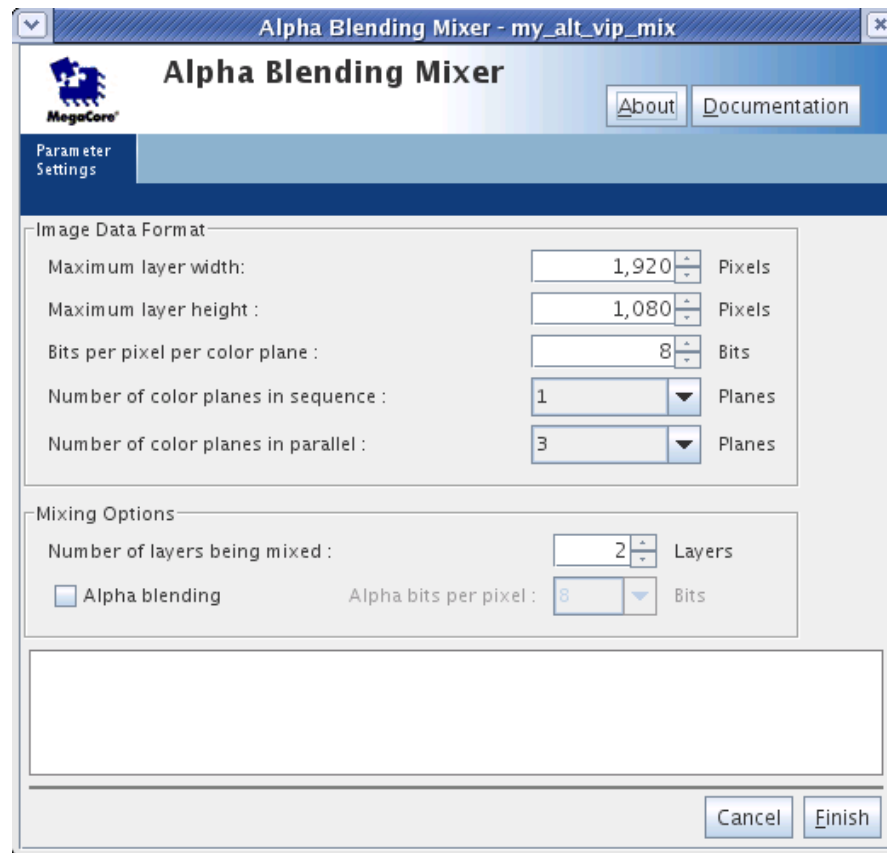 Alpha Blending Mixer - my_alt_vip_mix
MegaCore®
Alpha Blending Mixer
About
Documentation
Parameter
Settings
Image Data Format
Maximum layer width: 1,920 Pixels
Maximum layer height : 1,080 Pixels
Bits per pixel per color plane : 8 Bits
Number of color planes in sequence : 1 Planes
Number of color planes in parallel : 3 Planes
Mixing Options
Number of layers being mixed : 2 Layers
Alpha blending Alpha bits per pixel : 8 Bits
Cancel Finish